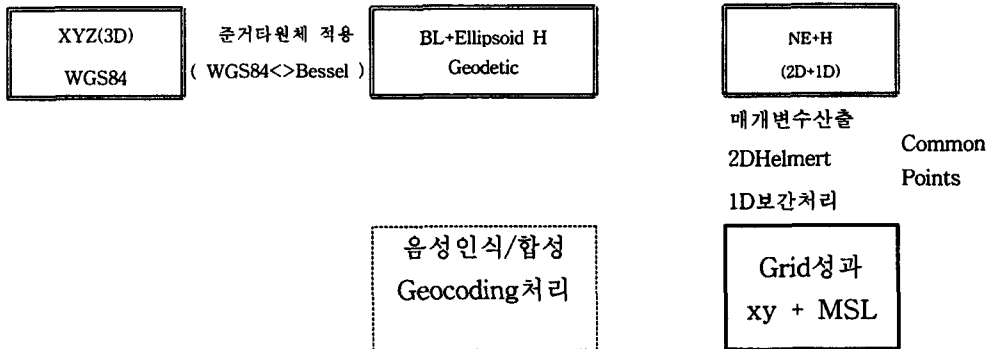 XYZ(3D)
WGS84
준거타원체 적용
( WGS84<>Bessel )
BL+Ellipsoid H
Geodetic
NE+H
(2D+1D)
매개변수산출
2DHelmert
1D보간처리
Common
Points
음성인식/합성
Geocoding처리
Grid성과
xy + MSL